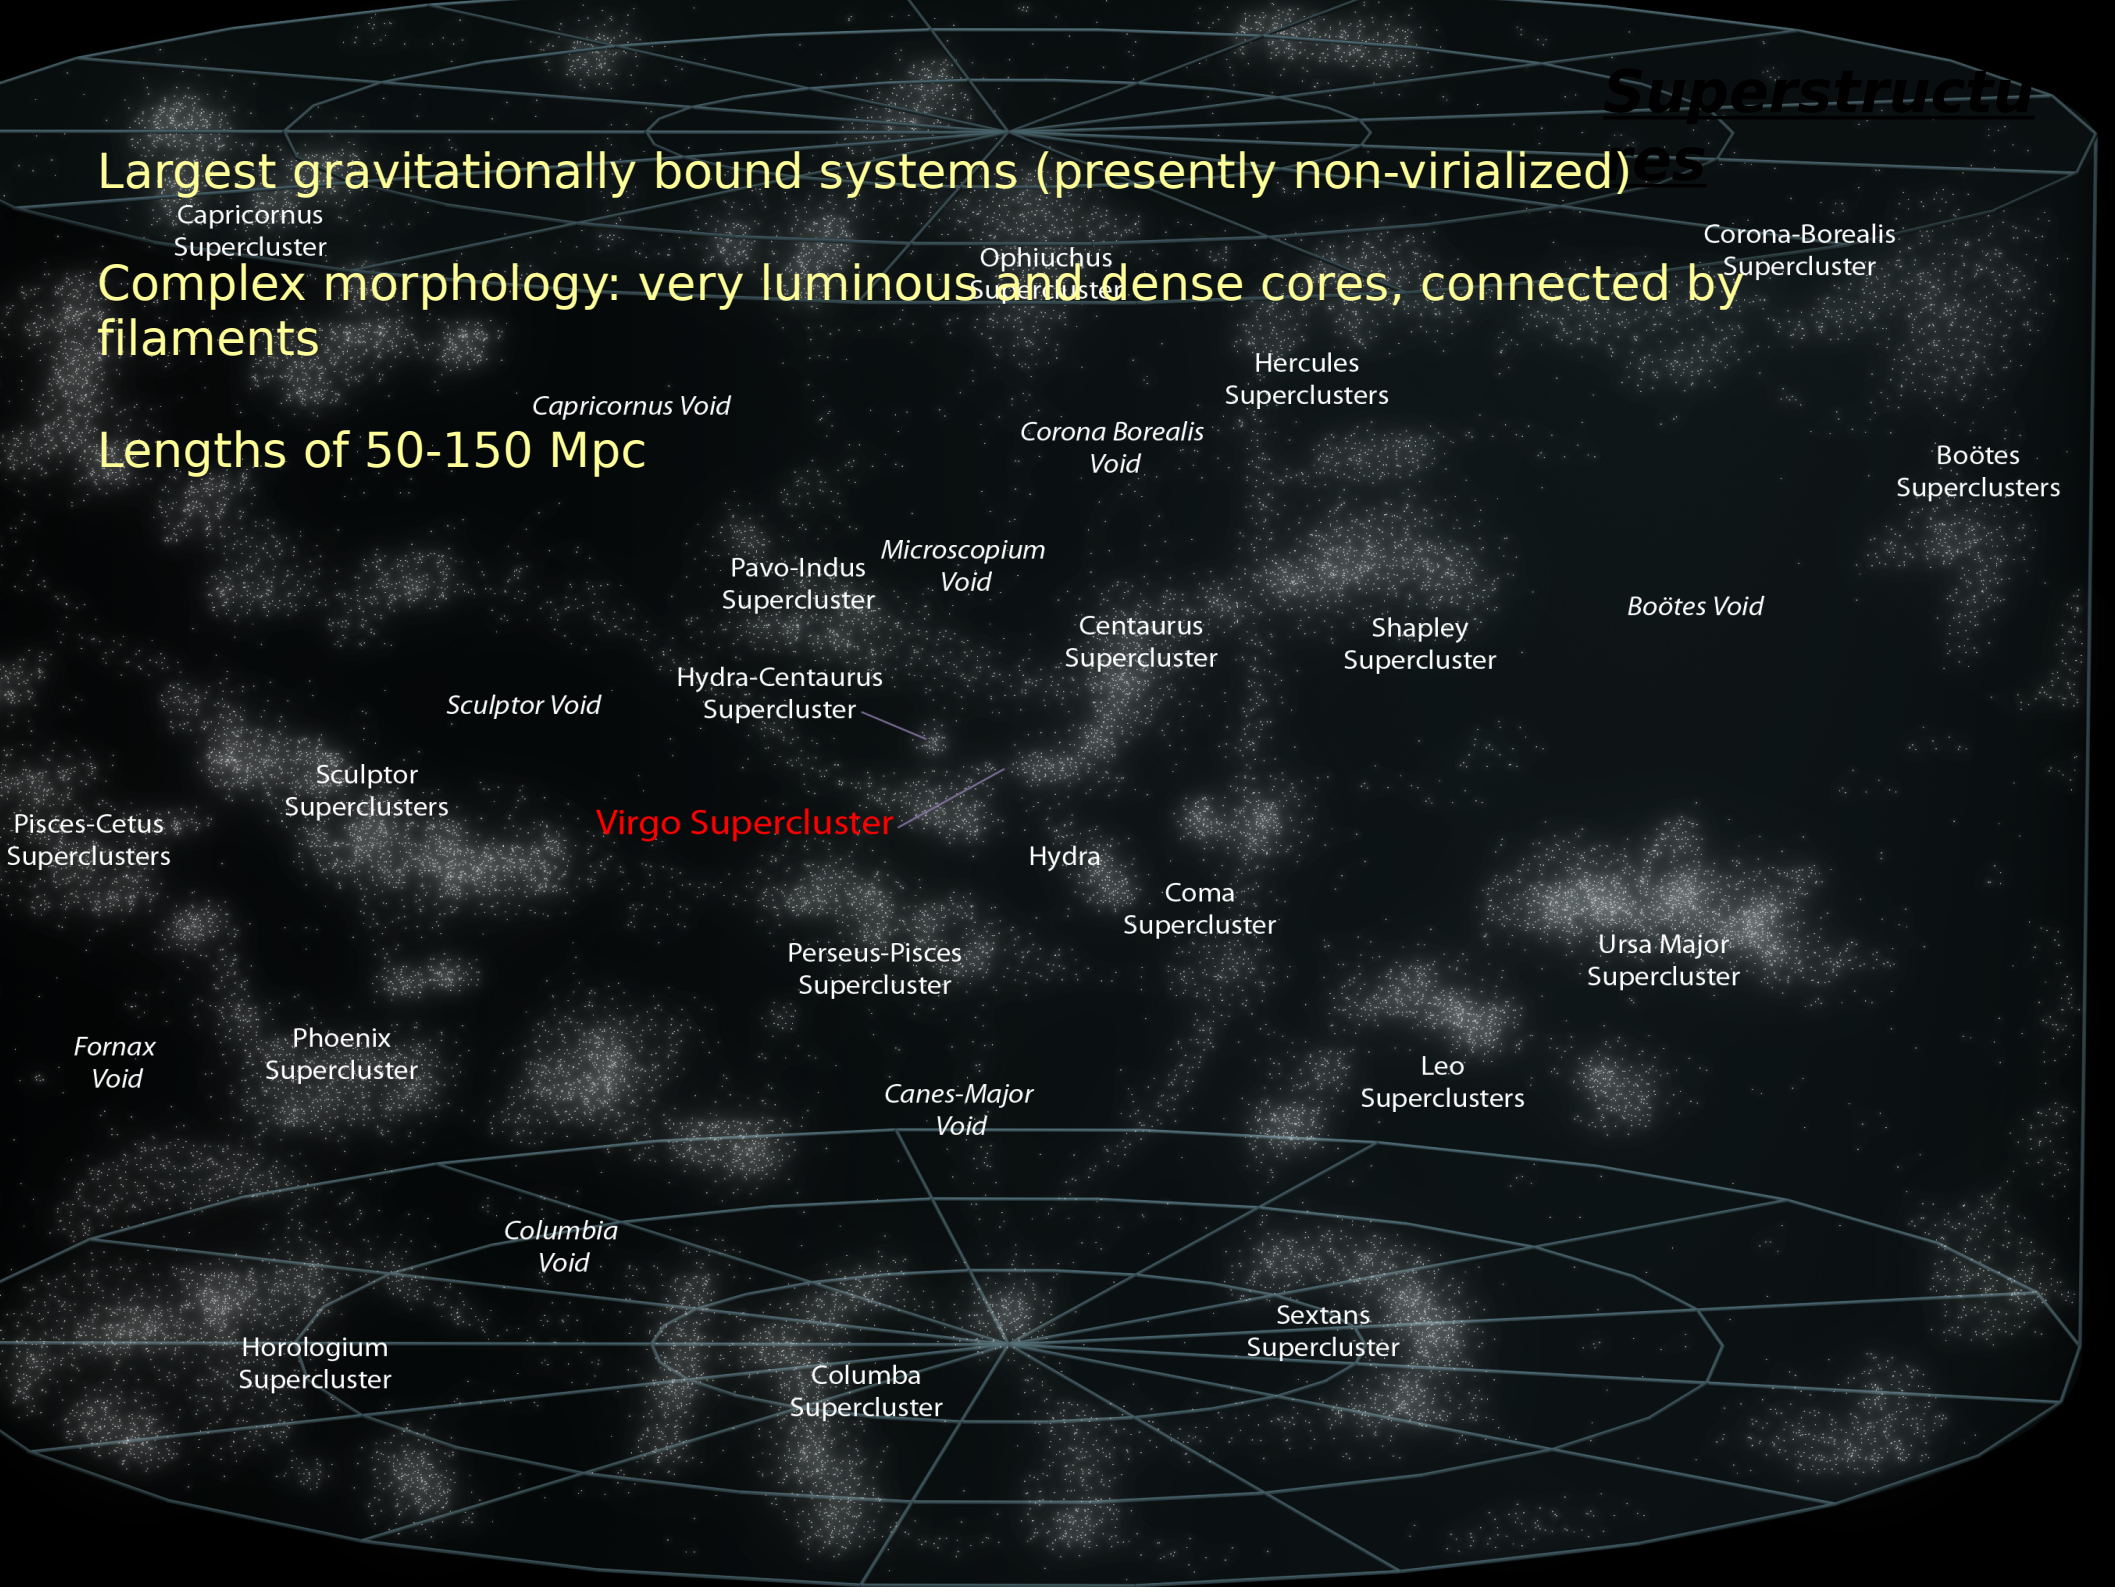 Superstructu
res
Largest gravitationally bound systems (presently non-virialized)
Capricornus
Supercluster
Corona-Borealis
Supercluster
Ophiuchus
Supercluster
Complex morphology: very luminous and dense cores, connected by
filaments
Hercules
Superclusters
Capricornus Void
Corona Borealis
Void
Lengths of 50-150 Mpc
Boötes
Superclusters
Microscopium
Void
Pavo-Indus
Supercluster
Boötes Void
Centaurus
Supercluster
Shapley
Supercluster
Hydra-Centaurus
Supercluster
Sculptor Void
Sculptor
Superclusters
Virgo Supercluster
Pisces-Cetus
Superclusters
Hydra
Coma
Supercluster
Perseus-Pisces
Supercluster
Ursa Major
Supercluster
Phoenix
Supercluster
Fornax
Void
Leo
Superclusters
Canes-Major
Void
Columbia
Void
Sextans
Supercluster
Horologium
Supercluster
Columba
Supercluster